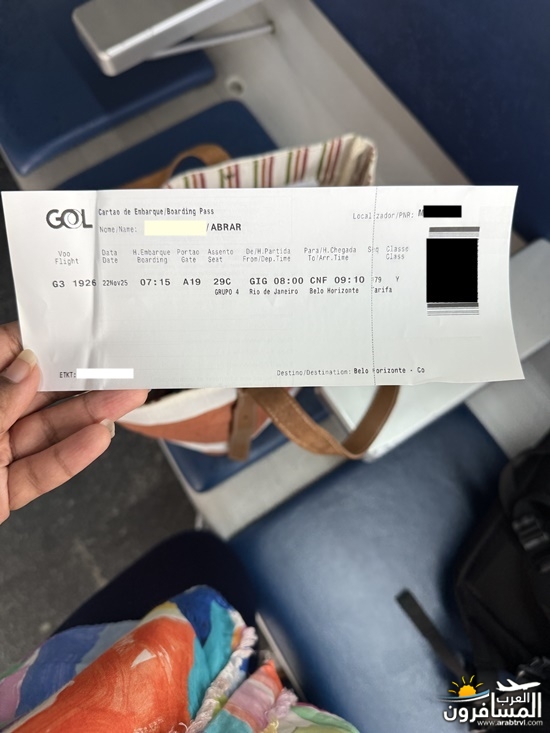 GOL Cartao de Embarque/Boarding Pass
Localizador/PNR:
Nome/Name: /ABRAR
Voo Data H.Embarque Portao Assento De/H.Partida Para/H.Chegada Seq Classe
Flight Date Boarding Gate Seat From/Dep.Time To/Arr.Time Class
G3 1926 22Nov25 07:15 A19 29C GIG 08:00 CNF 09:10 79 Y
GRUPO 4 Rio de Janeiro Belo Horizonte Tarifa
ETKT: Destino/Destination: Belo Horizonte - Co
العرب
المسافرون
www.arabtrvl.com